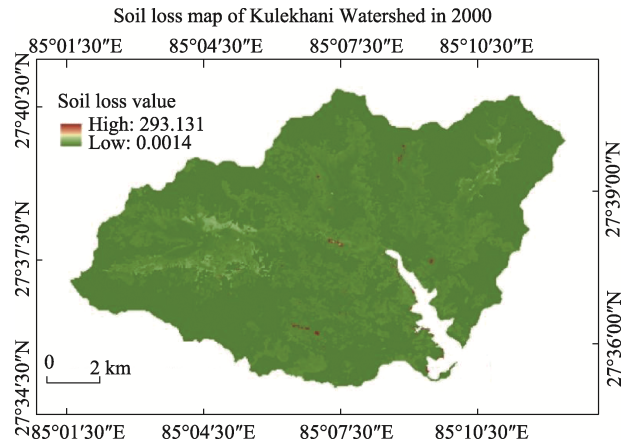 Soil loss map of Kulekhani Watershed in 2000
85°01′30″E 85°04′30″E 85°07′30″E 85°10′30″E
27°40′30″N
27°37′30″N
27°34′30″N
Soil loss value
High: 293.131
Low: 0.0014
27°39′00″N
27°36′00″N
0 2 km
85°01′30″E 85°04′30″E 85°07′30″E 85°10′30″E